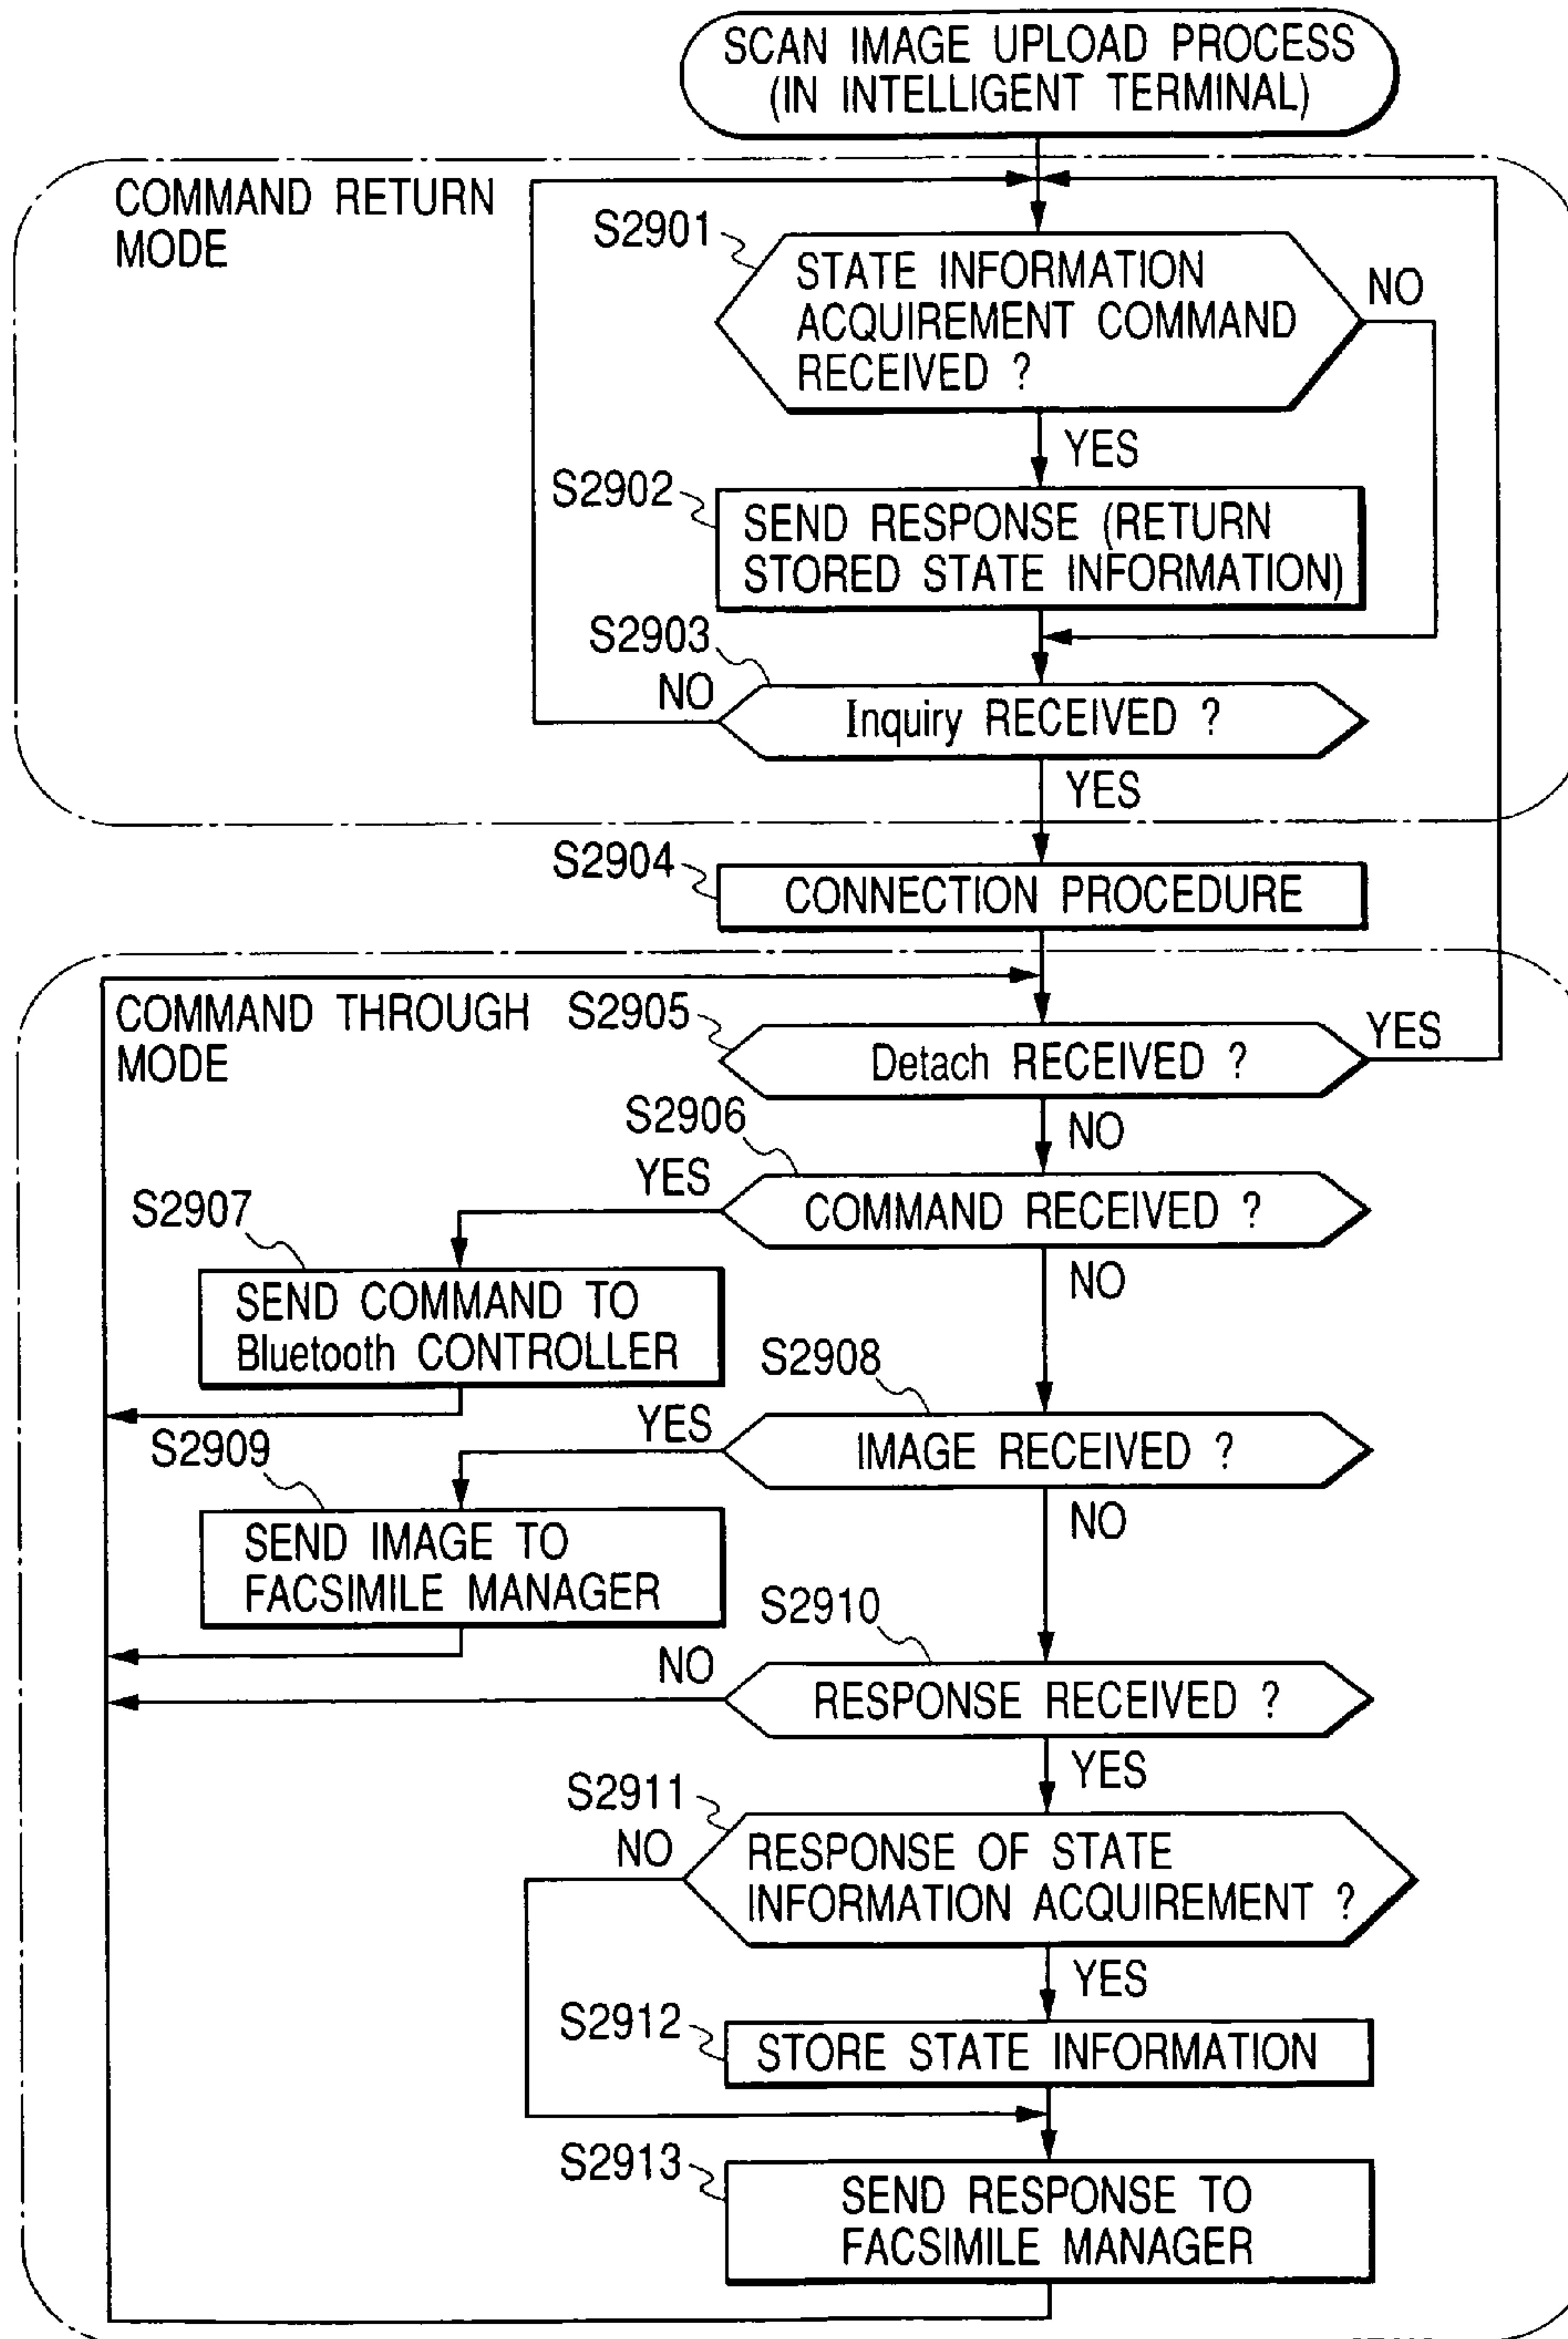 SCAN IMAGE UPLOAD PROCESS
(IN INTELLIGENT TERMINAL)
COMMAND RETURN
MODE
S2901
STATE INFORMATION
ACQUIREMENT COMMAND
RECEIVED ?
NO
YES
S2902
SEND RESPONSE (RETURN
STORED STATE INFORMATION)
S2903
NO
Inquiry RECEIVED ?
YES
S2904
CONNECTION PROCEDURE
COMMAND THROUGH
MODE
S2905
Detach RECEIVED ?
YES
NO
S2906
YES
COMMAND RECEIVED ?
NO
S2907
SEND COMMAND TO
Bluetooth CONTROLLER
S2908
YES
IMAGE RECEIVED ?
NO
S2909
SEND IMAGE TO
FACSIMILE MANAGER
S2910
NO
RESPONSE RECEIVED ?
YES
S2911
NO
RESPONSE OF STATE
INFORMATION ACQUIREMENT ?
YES
S2912
STORE STATE INFORMATION
S2913
SEND RESPONSE TO
FACSIMILE MANAGER